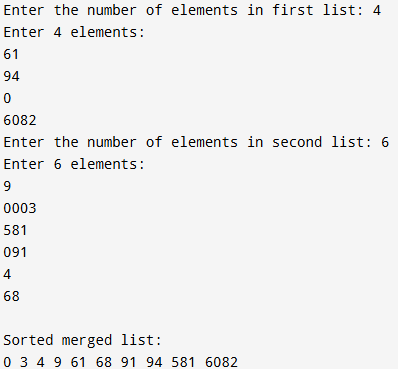 Enter the number of elements in first list: 4
Enter 4 elements:
61
94
0
6082
Enter the number of elements in second list: 6
Enter 6 elements:
9
0003
581
091
4
68
Sorted merged list:
0 3 4 9 61 68 91 94 581 6082